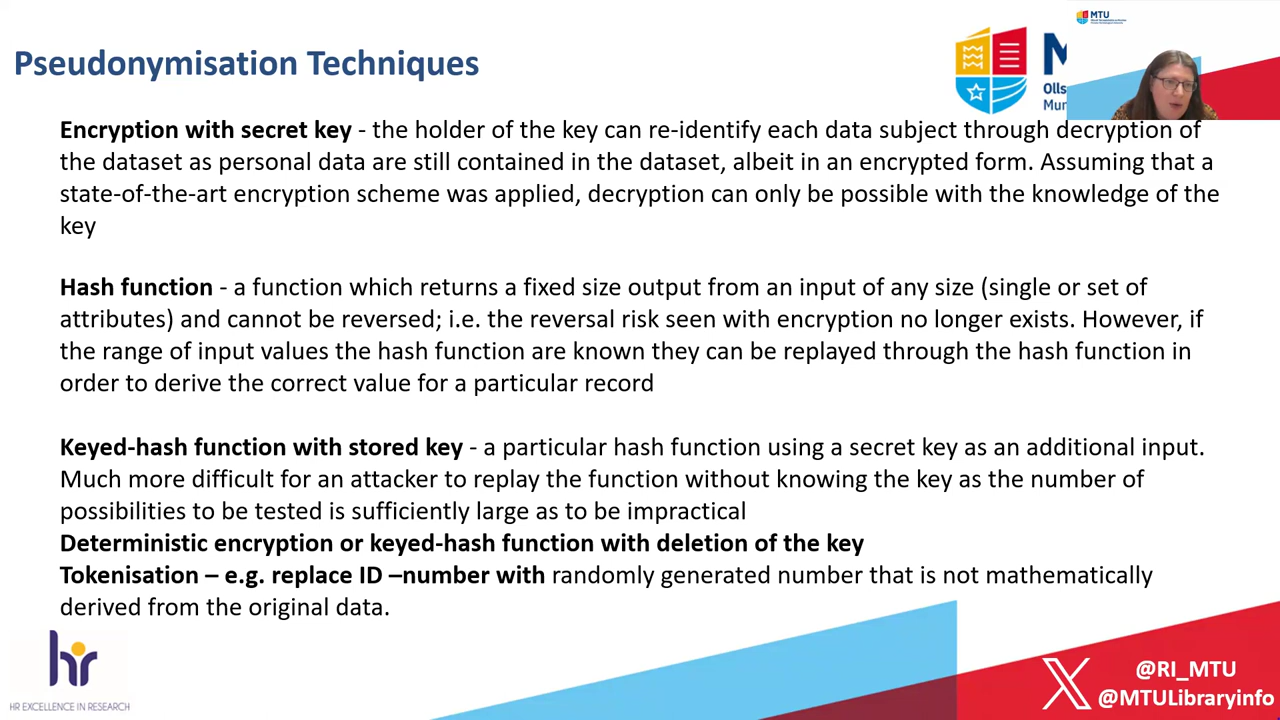 MTU
Pseudonymisation Techniques
M
Olls
Mur
Encryption with secret key - the holder of the key can re-identify each data subject through decryption of
the dataset as personal data are still contained in the dataset, albeit in an encrypted form. Assuming that a
state-of-the-art encryption scheme was applied, decryption can only be possible with the knowledge of the
key
Hash function - a function which returns a fixed size output from an input of any size (single or set of
attributes) and cannot be reversed; i.e. the reversal risk seen with encryption no longer exists. However, if
the range of input values the hash function are known they can be replayed through the hash function in
order to derive the correct value for a particular record
Keyed-hash function with stored key - a particular hash function using a secret key as an additional input.
Much more difficult for an attacker to replay the function without knowing the key as the number of
possibilities to be tested is sufficiently large as to be impractical
Deterministic encryption or keyed-hash function with deletion of the key
Tokenisation – e.g. replace ID –number with randomly generated number that is not mathematically
derived from the original data.
hr
HR EXCELLENCE IN RESEARCH
@RI_MTU
@MTULibraryinfo